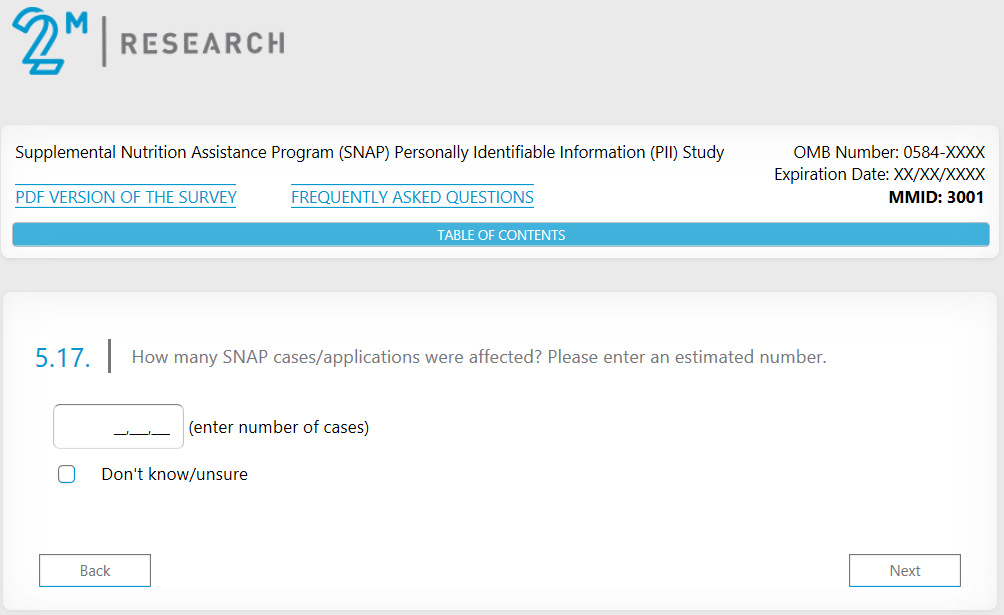 2M | RESEARCH
Supplemental Nutrition Assistance Program (SNAP) Personally Identifiable Information (PII) Study
OMB Number: 0584-XXXX
Expiration Date: XX/XX/XXXX
PDF VERSION OF THE SURVEY
FREQUENTLY ASKED QUESTIONS
MMID: 3001
TABLE OF CONTENTS
5.17. How many SNAP cases/applications were affected? Please enter an estimated number.
__,___,___ (enter number of cases)
Don't know/unsure
Back
Next